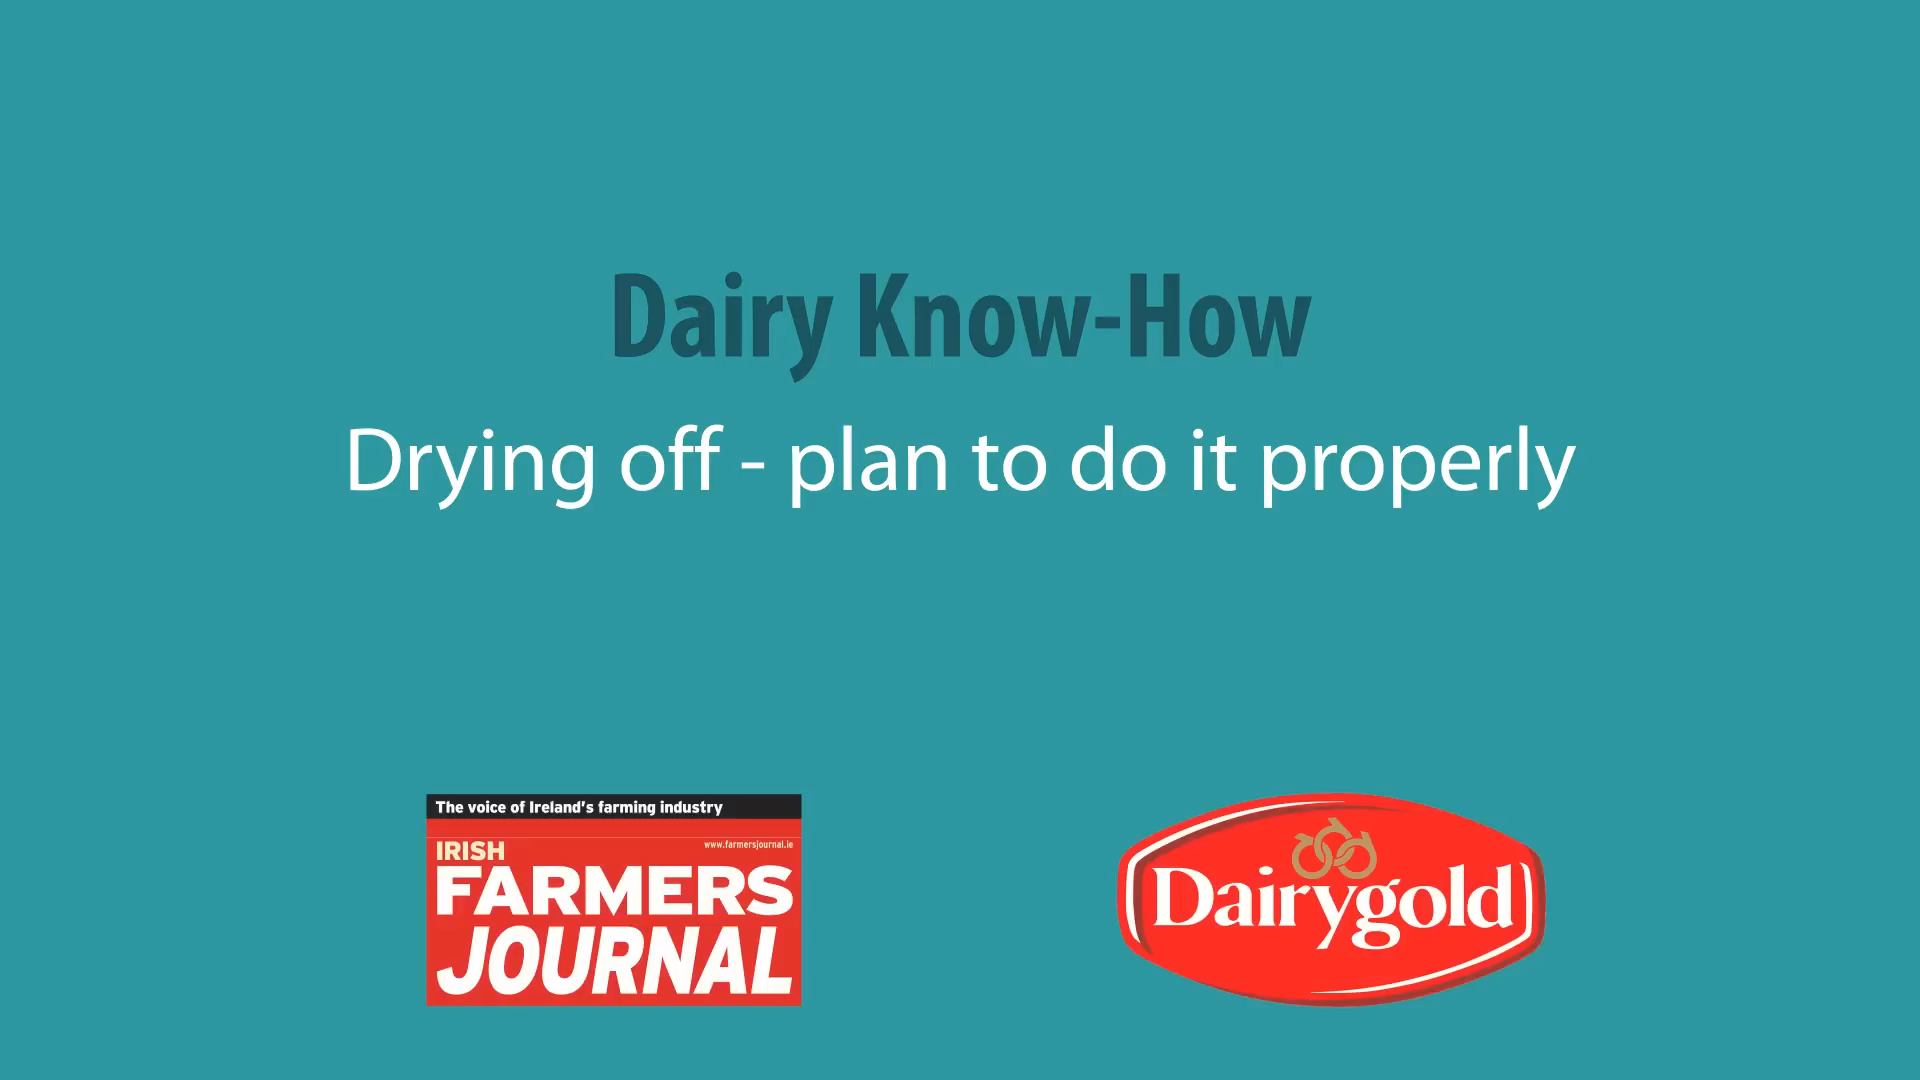 Dairy Know-How
Drying off - plan to do it properly
The voice of Ireland's farming industry
IRISH
www.farmersjournal.ie
FARMERS
JOURNAL
Dairygold